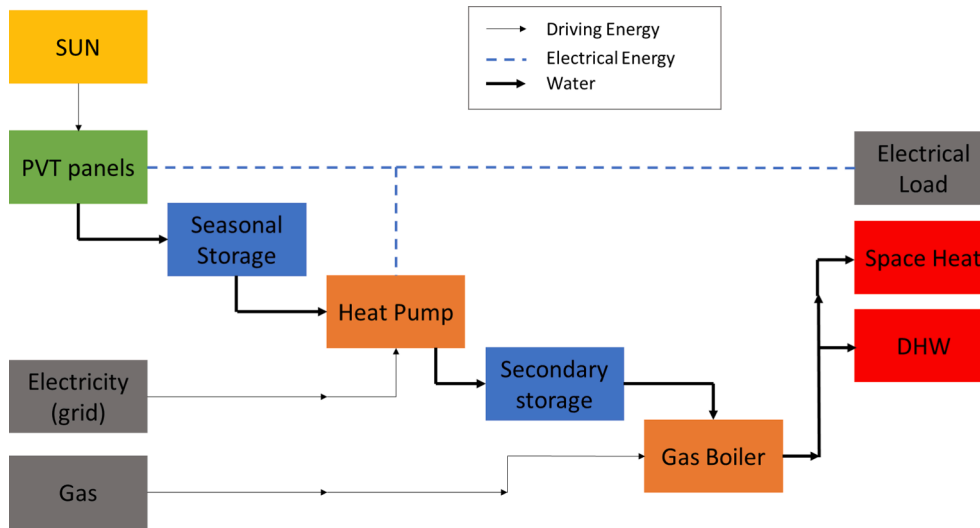 SUN
Driving Energy
Electrical Energy
Water
PVT panels
Electrical
Load
Seasonal
Storage
Space Heat
Heat Pump
DHW
Electricity
(grid)
Secondary
storage
Gas Boiler
Gas